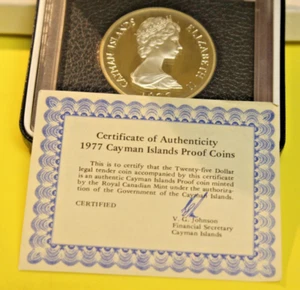 CAYMAN ISLANDS ELIZABETH II
Certificate of Authenticity
1977 Cayman Islands Proof Coins
This is to certify that the Twenty-five Dollar
legal tender coin accompanied by this certificate
is an authentic Cayman Islands Proof coin minted
by the Royal Canadian Mint under the authoriza-
tion of the Government of the Cayman Islands.
CERTIFIED
V. G. Johnson
Financial Secretary
Cayman Islands